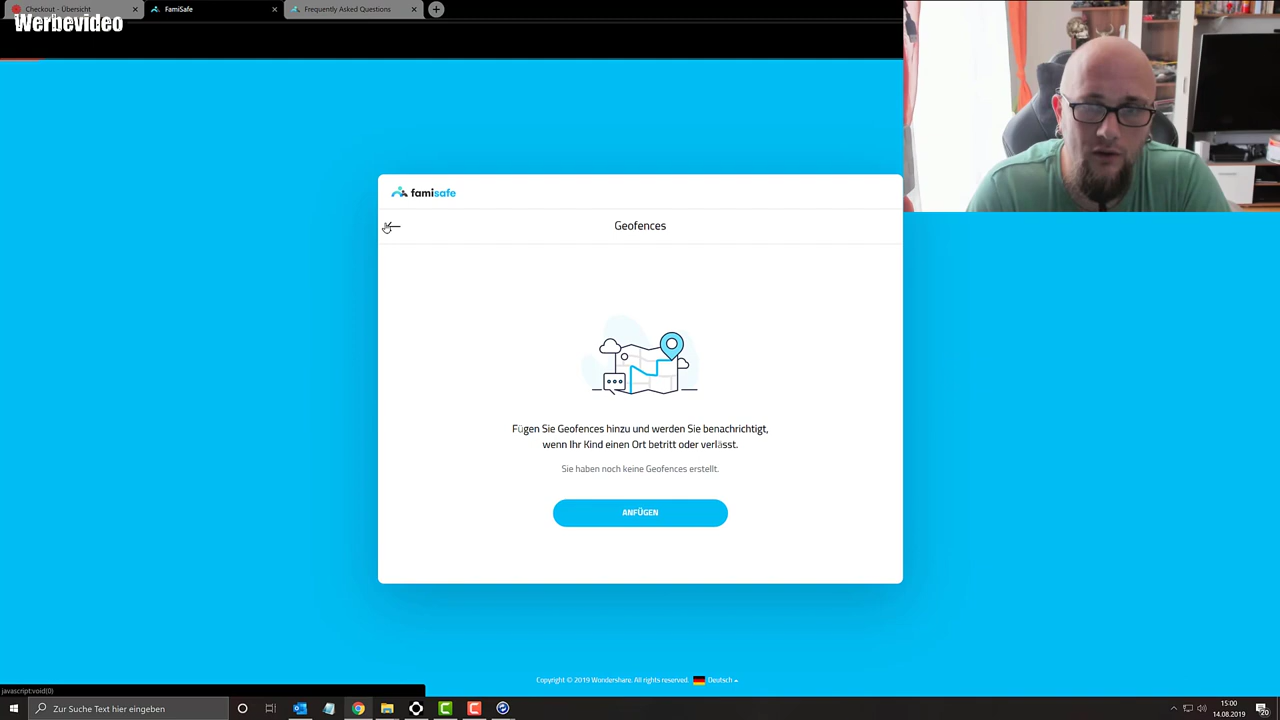 Checkout - Übersicht
FamiSafe
Frequently Asked Questions
Werbevideo
famisafe
Geofences
Fügen Sie Geofences hinzu und werden Sie benachrichtigt,
wenn Ihr Kind einen Ort betritt oder verlässt.
Sie haben noch keine Geofences erstellt.
ANFÜGEN
Copyright © 2019 Wondershare. All rights reserved.
Deutsch
javascript:void(0)
Zur Suche Text hier eingeben
15:00
14.08.2019
20